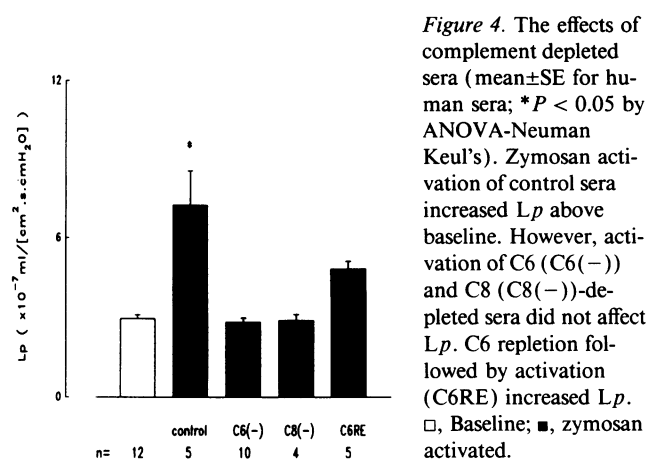 12
6
0
Lp ( x10⁻⁷ml/[cm².s.cmH₂O] )
*
control C6(-) C8(-) C6RE
n= 12 5 10 4 5
Figure 4. The effects of
complement depleted
sera (mean±SE for hu-
man sera; *P < 0.05 by
ANOVA-Neuman
Keul's). Zymosan acti-
vation of control sera
increased Lp above
baseline. However, acti-
vation of C6 (C6(−))
and C8 (C8(−))-de-
pleted sera did not affect
Lp. C6 repletion fol-
lowed by activation
(C6RE) increased Lp.
□, Baseline; ■, zymosan
activated.